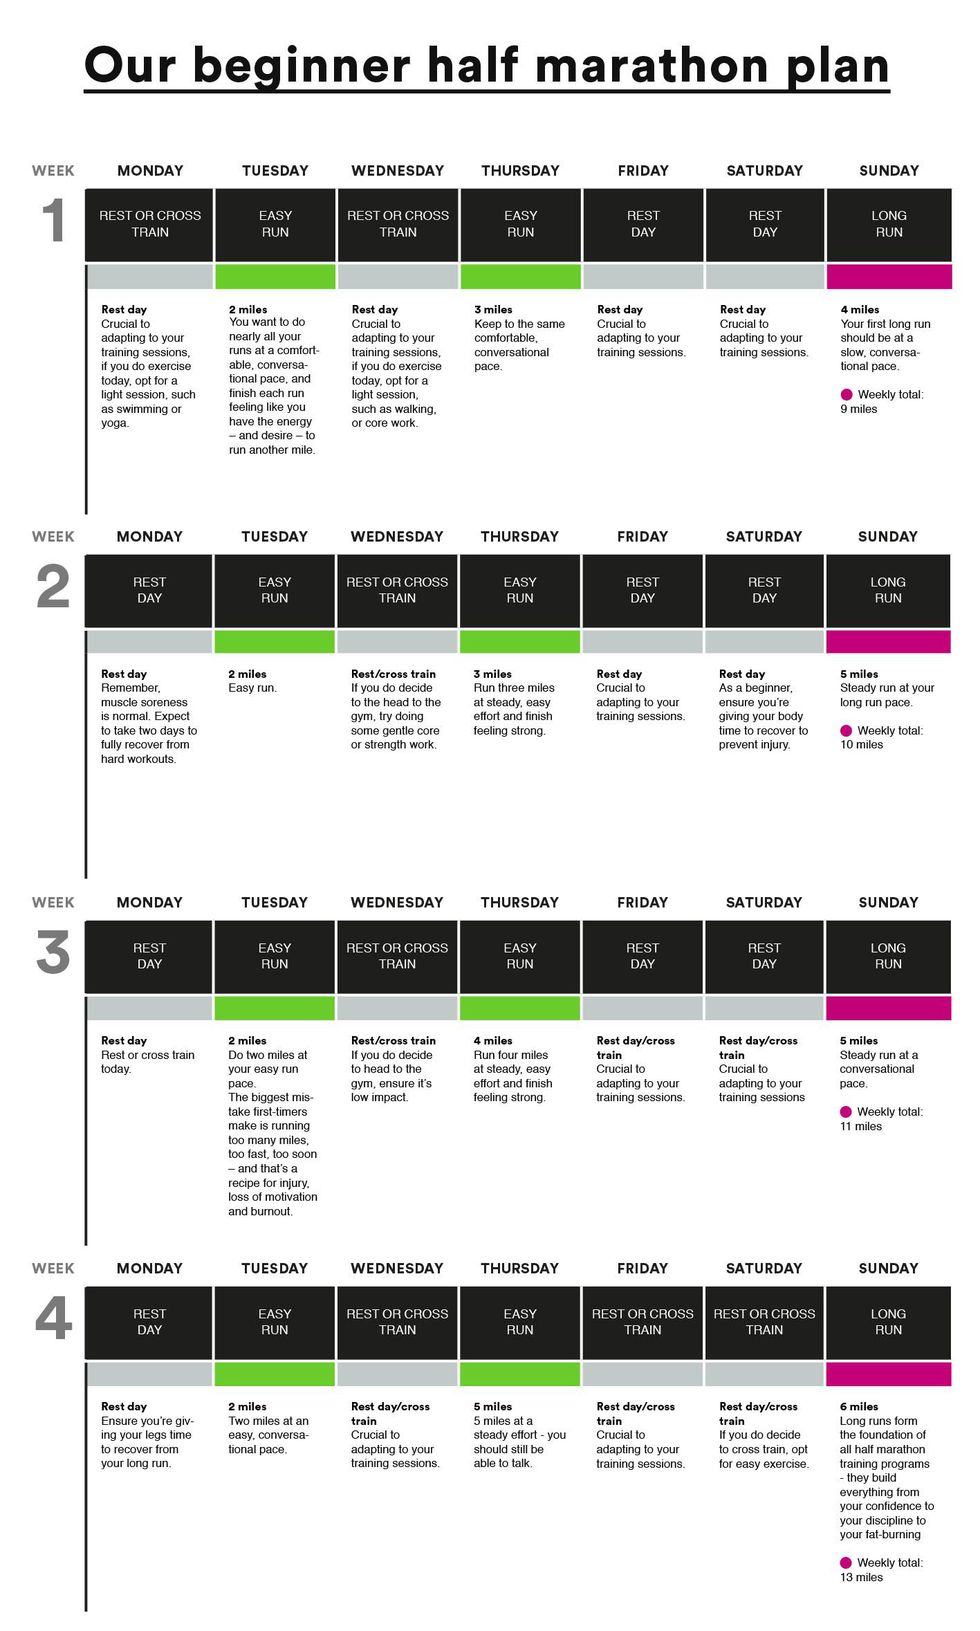 Our beginner half marathon plan
WEEK MONDAY TUESDAY WEDNESDAY THURSDAY FRIDAY SATURDAY SUNDAY
1
REST OR CROSS
TRAIN
EASY
RUN
REST OR CROSS
TRAIN
EASY
RUN
REST
DAY
REST
DAY
LONG
RUN
Rest day
Crucial to
adapting to your
training sessions,
if you do exercise
today, opt for a
light session, such
as swimming or
yoga.
2 miles
You want to do
nearly all your
runs at a comfort-
able, conversa-
tional pace, and
finish each run
feeling like you
have the energy
– and desire – to
run another mile.
Rest day
Crucial to
adapting to your
training sessions,
if you do exercise
today, opt for a
light session,
such as walking,
or core work.
3 miles
Keep to the same
comfortable,
conversational
pace.
Rest day
Crucial to
adapting to your
training sessions.
Rest day
Crucial to
adapting to your
training sessions.
4 miles
Your first long run
should be at a
slow, conversa-
tional pace.
Weekly total:
9 miles
WEEK MONDAY TUESDAY WEDNESDAY THURSDAY FRIDAY SATURDAY SUNDAY
2
REST
DAY
EASY
RUN
REST OR CROSS
TRAIN
EASY
RUN
REST
DAY
REST
DAY
LONG
RUN
Rest day
Remember,
muscle soreness
is normal. Expect
to take two days to
fully recover from
hard workouts.
2 miles
Easy run.
Rest/cross train
If you do decide
to the head to the
gym, try doing
some gentle core
or strength work.
3 miles
Run three miles
at steady, easy
effort and finish
feeling strong.
Rest day
Crucial to
adapting to your
training sessions.
Rest day
As a beginner,
ensure you’re
giving your body
time to recover to
prevent injury.
5 miles
Steady run at your
long run pace.
Weekly total:
10 miles
WEEK MONDAY TUESDAY WEDNESDAY THURSDAY FRIDAY SATURDAY SUNDAY
3
REST
DAY
EASY
RUN
REST OR CROSS
TRAIN
EASY
RUN
REST
DAY
REST
DAY
LONG
RUN
Rest day
Rest or cross train
today.
2 miles
Do two miles at
your easy run
pace.
The biggest mis-
take first-timers
make is running
too many miles,
too fast, too soon
– and that’s a
recipe for injury,
loss of motivation
and burnout.
Rest/cross train
If you do decide
to head to the
gym, ensure it’s
low impact.
4 miles
Run four miles
at steady, easy
effort and finish
feeling strong.
Rest day/cross
train
Crucial to
adapting to your
training sessions.
Rest day/cross
train
Crucial to
adapting to your
training sessions
5 miles
Steady run at a
conversational
pace.
Weekly total:
11 miles
WEEK MONDAY TUESDAY WEDNESDAY THURSDAY FRIDAY SATURDAY SUNDAY
4
REST
DAY
EASY
RUN
REST OR CROSS
TRAIN
EASY
RUN
REST OR CROSS
TRAIN
REST OR CROSS
TRAIN
LONG
RUN
Rest day
Ensure you’re giv-
ing your legs time
to recover from
your long run.
2 miles
Two miles at an
easy, conversa-
tional pace.
Rest day/cross
train
Crucial to
adapting to your
training sessions.
5 miles
5 miles at a
steady effort - you
should still be
able to talk.
Rest day/cross
train
Crucial to
adapting to your
training sessions.
Rest day/cross
train
If you do decide
to cross train, opt
for easy exercise.
6 miles
Long runs form
the foundation of
all half marathon
training programs
- they build
everything from
your confidence to
your discipline to
your fat-burning
Weekly total:
13 miles